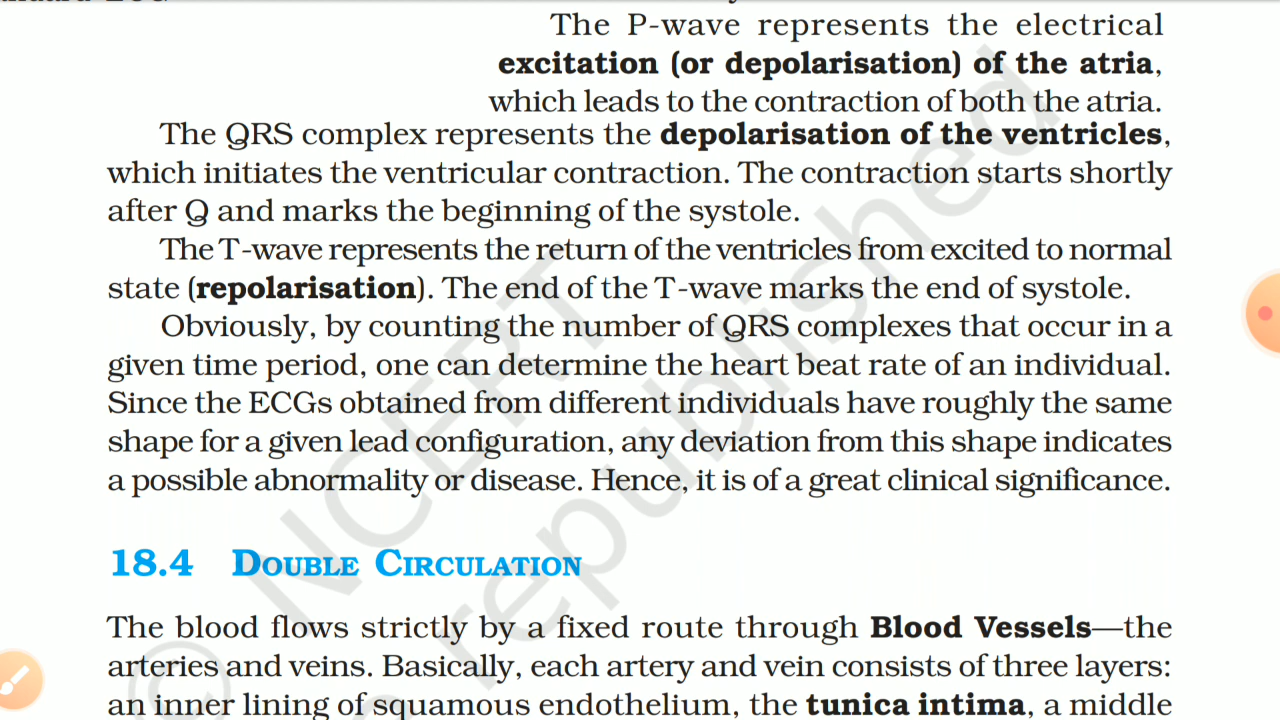 The P-wave represents the electrical
excitation (or depolarisation) of the atria,
which leads to the contraction of both the atria.
The QRS complex represents the depolarisation of the ventricles,
which initiates the ventricular contraction. The contraction starts shortly
after Q and marks the beginning of the systole.
The T-wave represents the return of the ventricles from excited to normal
state (repolarisation). The end of the T-wave marks the end of systole.
Obviously, by counting the number of QRS complexes that occur in a
given time period, one can determine the heart beat rate of an individual.
Since the ECGs obtained from different individuals have roughly the same
shape for a given lead configuration, any deviation from this shape indicates
a possible abnormality or disease. Hence, it is of a great clinical significance.
18.4 DOUBLE CIRCULATION
The blood flows strictly by a fixed route through Blood Vessels—the
arteries and veins. Basically, each artery and vein consists of three layers:
an inner lining of squamous endothelium, the tunica intima, a middle
© NCERT
republished